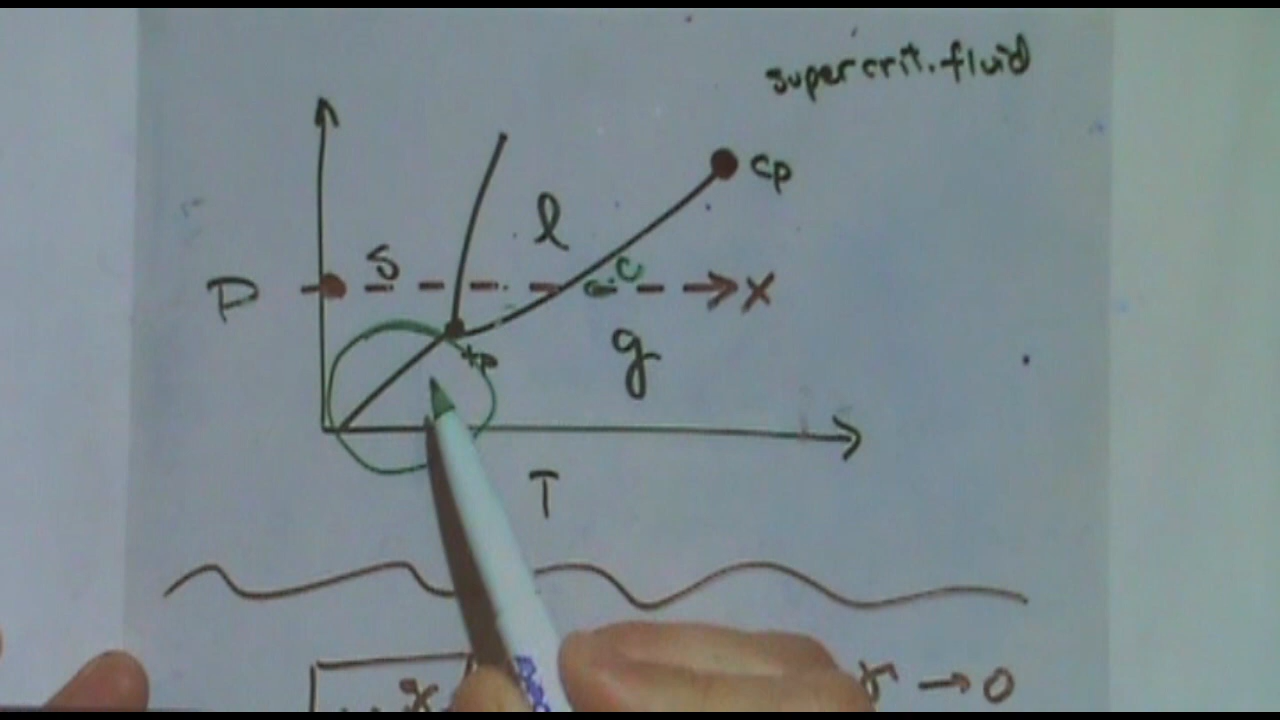 supercrit. fluid
cp
l
S
c
P
x
g
tp
T
→ 0